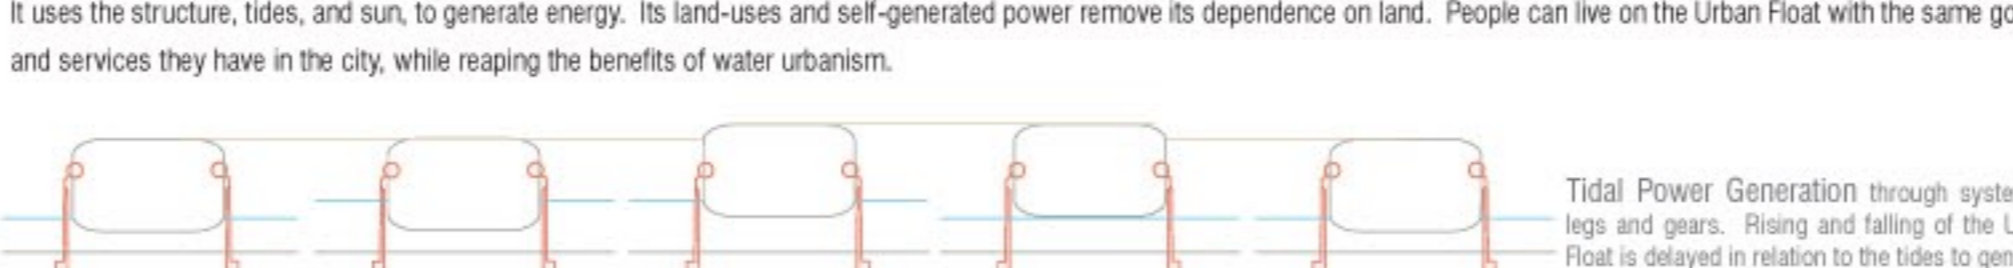 It uses the structure, tides, and sun, to generate energy. Its land-uses and self-generated power remove its dependence on land. People can live on the Urban Float with the same
and services they have in the city, while reaping the benefits of water urbanism.
Tidal Power Generation through
legs and gears. Rising and falling of the
Float is delayed in relation to the tides to